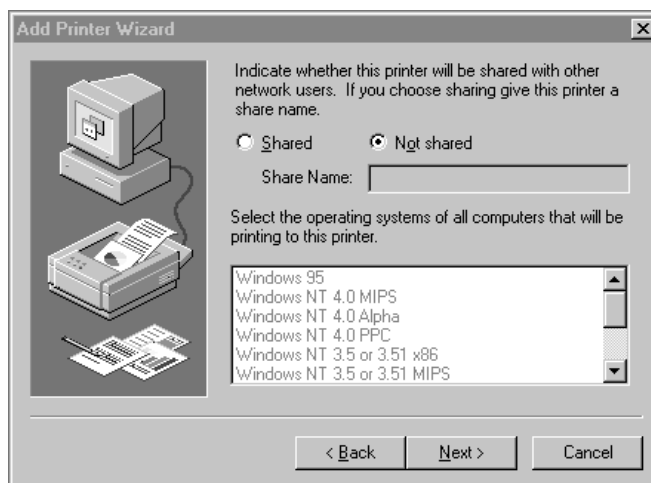 Add Printer Wizard
Indicate whether this printer will be shared with other
network users.  If you choose sharing give this printer a
share name.
Shared
Not shared
Share Name:
Select the operating systems of all computers that will be
printing to this printer.
Windows 95
Windows NT 4.0 MIPS
Windows NT 4.0 Alpha
Windows NT 4.0 PPC
Windows NT 3.5 or 3.51 x86
Windows NT 3.5 or 3.51 MIPS
< Back
Next >
Cancel